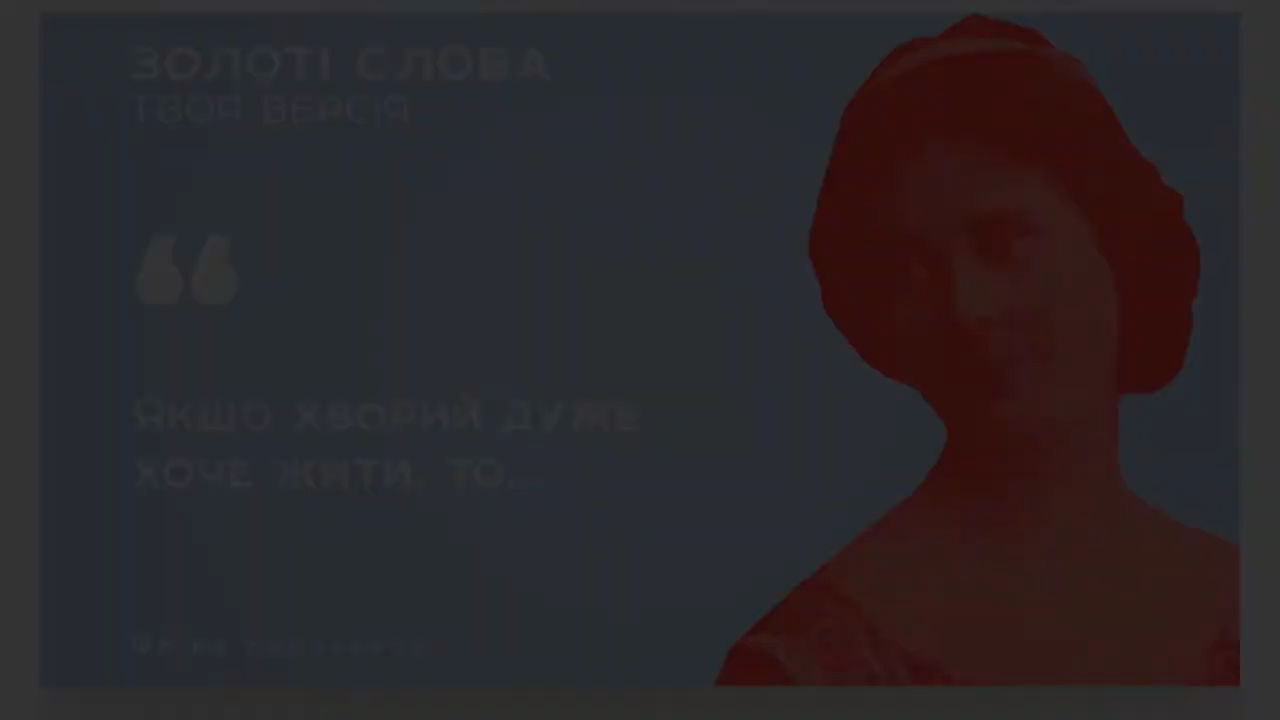 ЗОЛОТІ СЛОВА
ТВОЯ ВЕРСІЯ
“
ЯКЩО ХВОРИЙ ДУЖЕ
ХОЧЕ ЖИТИ, ТО...